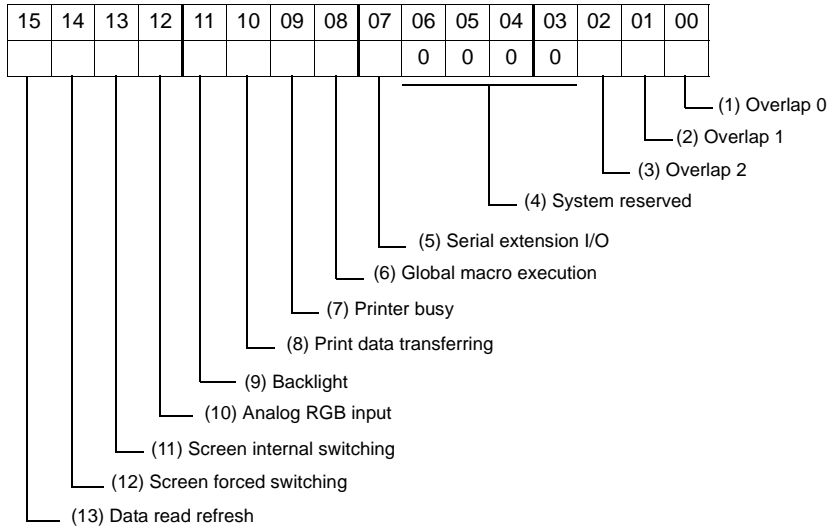 15 14 13 12 11 10 09 08 07 06 05 04 03 02 01 00
0 0 0 0
(1) Overlap 0
(2) Overlap 1
(3) Overlap 2
(4) System reserved
(5) Serial extension I/O
(6) Global macro execution
(7) Printer busy
(8) Print data transferring
(9) Backlight
(10) Analog RGB input
(11) Screen internal switching
(12) Screen forced switching
(13) Data read refresh